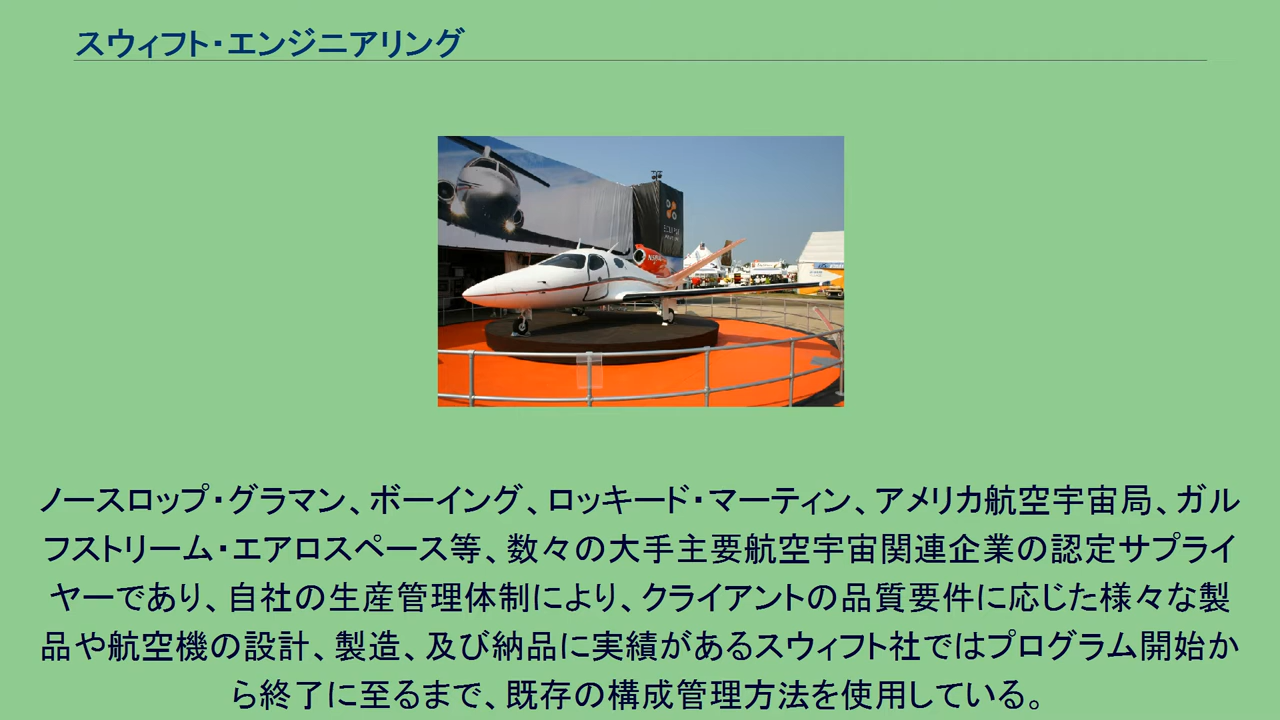 スウィフト・エンジニアリング
ECLIPSE
ノースロップ・グラマン、ボーイング、ロッキード・マーティン、アメリカ航空宇宙局、ガル
フストリーム・エアロスペース等、数々の大手主要航空宇宙関連企業の認定サプライ
ヤーであり、自社の生産管理体制により、クライアントの品質要件に応じた様々な製
品や航空機の設計、製造、及び納品に実績があるスウィフト社ではプログラム開始か
ら終了に至るまで、既存の構成管理方法を使用している。